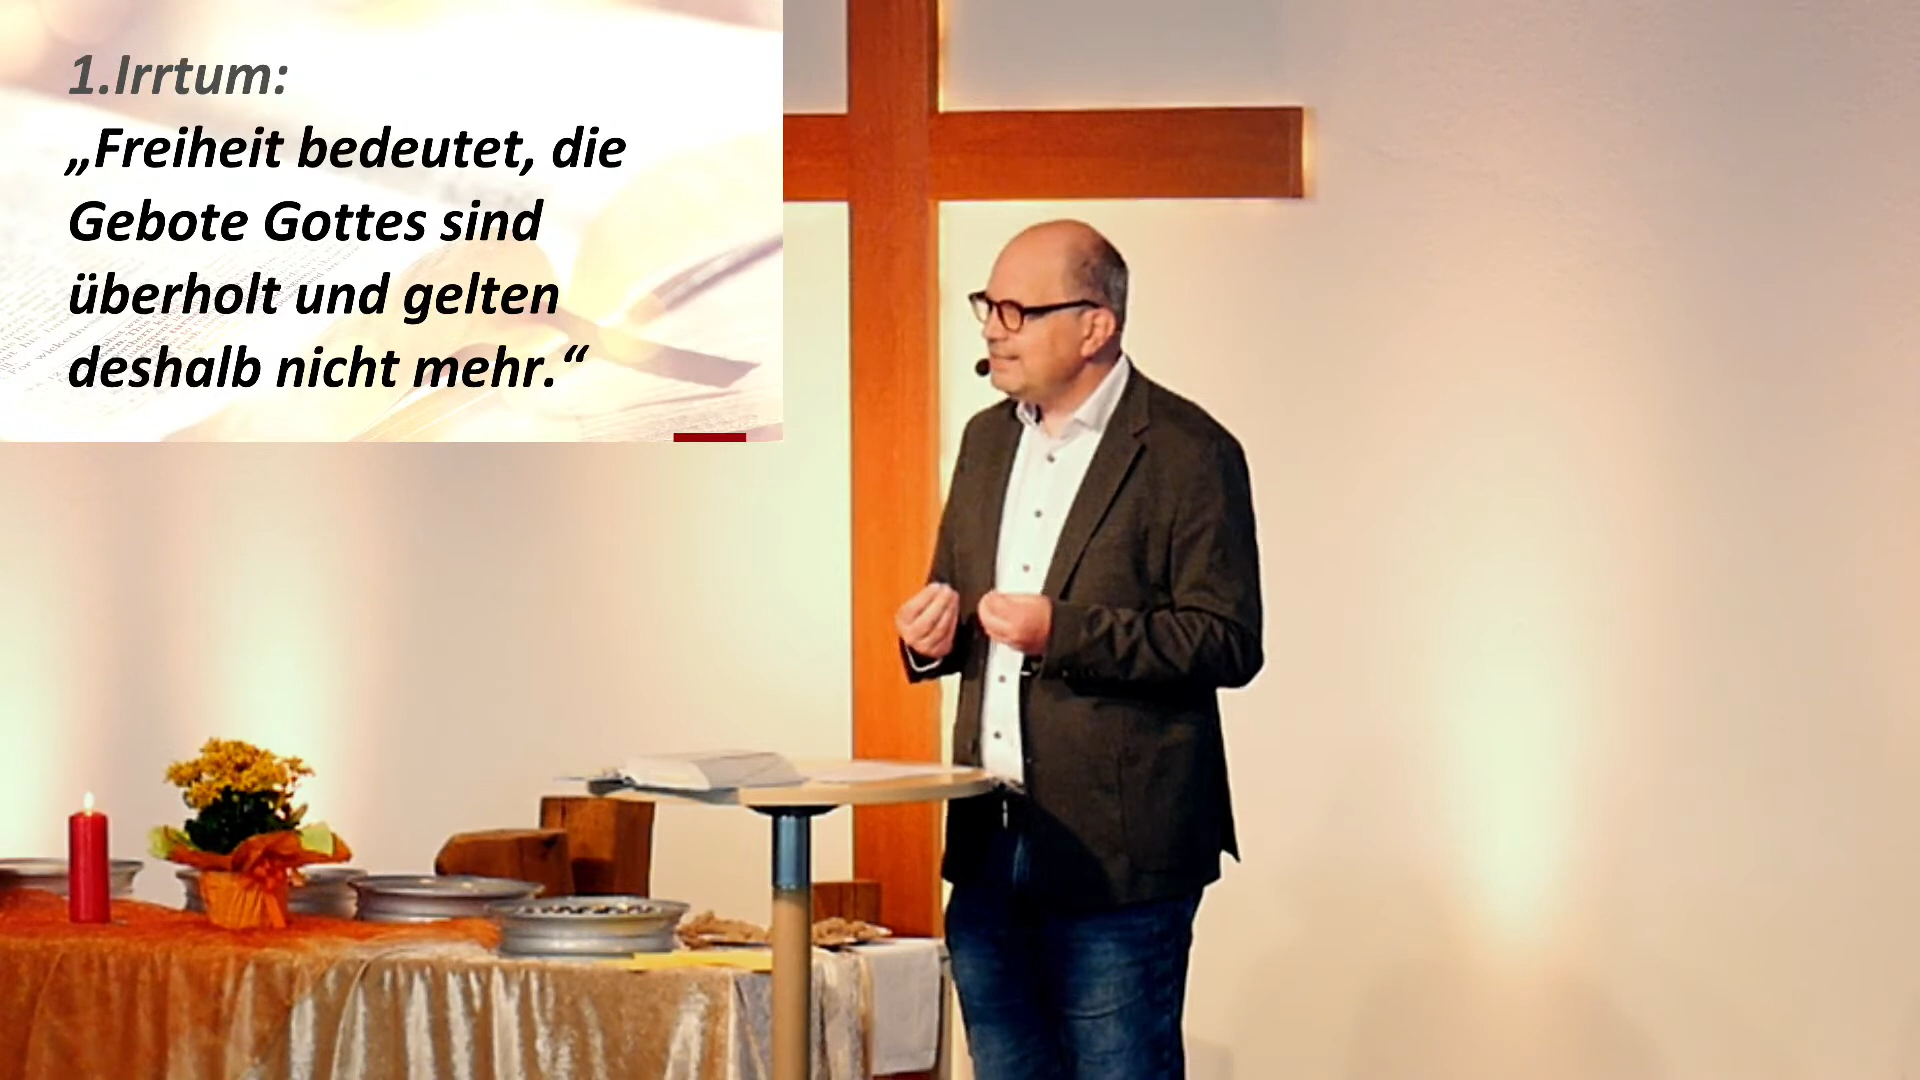 1.Irrtum:
„Freiheit bedeutet, die
Gebote Gottes sind
überholt und gelten
deshalb nicht mehr.“